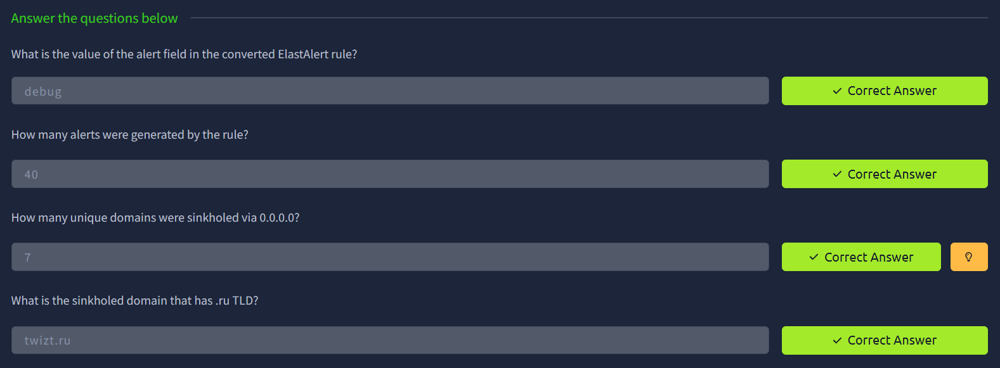 Answer the questions below
What is the value of the alert field in the converted ElastAlert rule?
debug
Correct Answer
How many alerts were generated by the rule?
40
Correct Answer
How many unique domains were sinkholed via 0.0.0.0?
7
Correct Answer
What is the sinkholed domain that has .ru TLD?
twizt.ru
Correct Answer